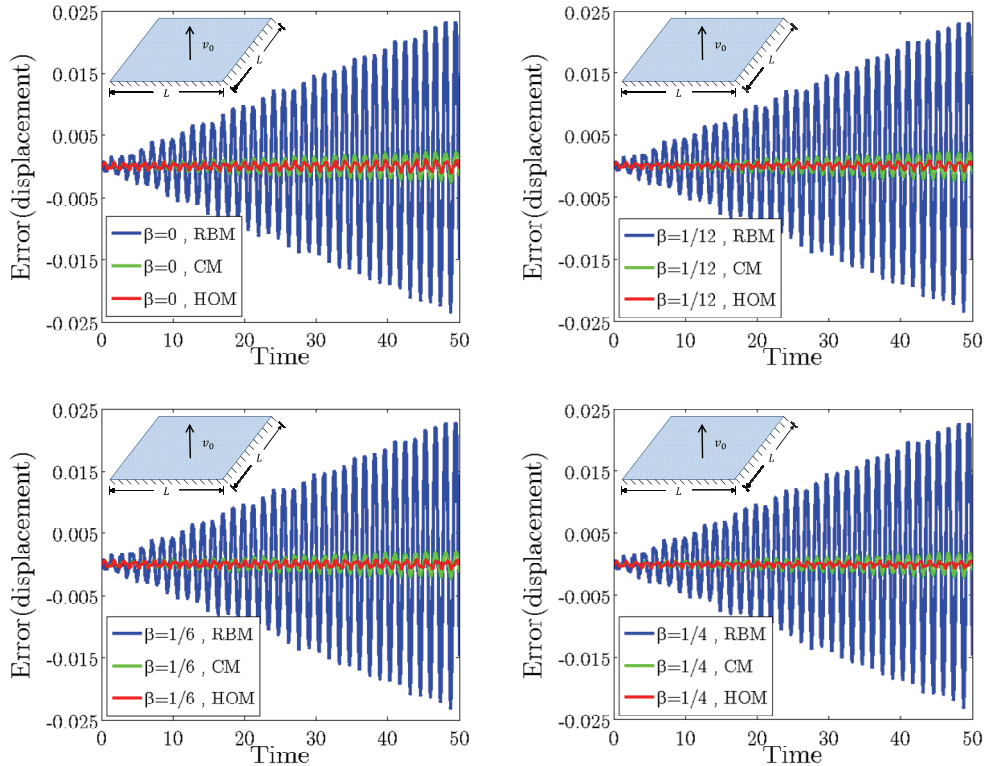 0.025
0.015
0.005
-0.005
-0.015
-0.025
Error(displacement)
v₀
L
L
β=0 , RBM
β=0 , CM
β=0 , HOM
0 10 20 30 40 50
Time
0.025
0.015
0.005
-0.005
-0.015
-0.025
Error(displacement)
v₀
L
L
β=1/12 , RBM
β=1/12 , CM
β=1/12 , HOM
0 10 20 30 40 50
Time
0.025
0.015
0.005
-0.005
-0.015
-0.025
Error(displacement)
v₀
L
L
β=1/6 , RBM
β=1/6 , CM
β=1/6 , HOM
0 10 20 30 40 50
Time
0.025
0.015
0.005
-0.005
-0.015
-0.025
Error(displacement)
v₀
L
L
β=1/4 , RBM
β=1/4 , CM
β=1/4 , HOM
0 10 20 30 40 50
Time